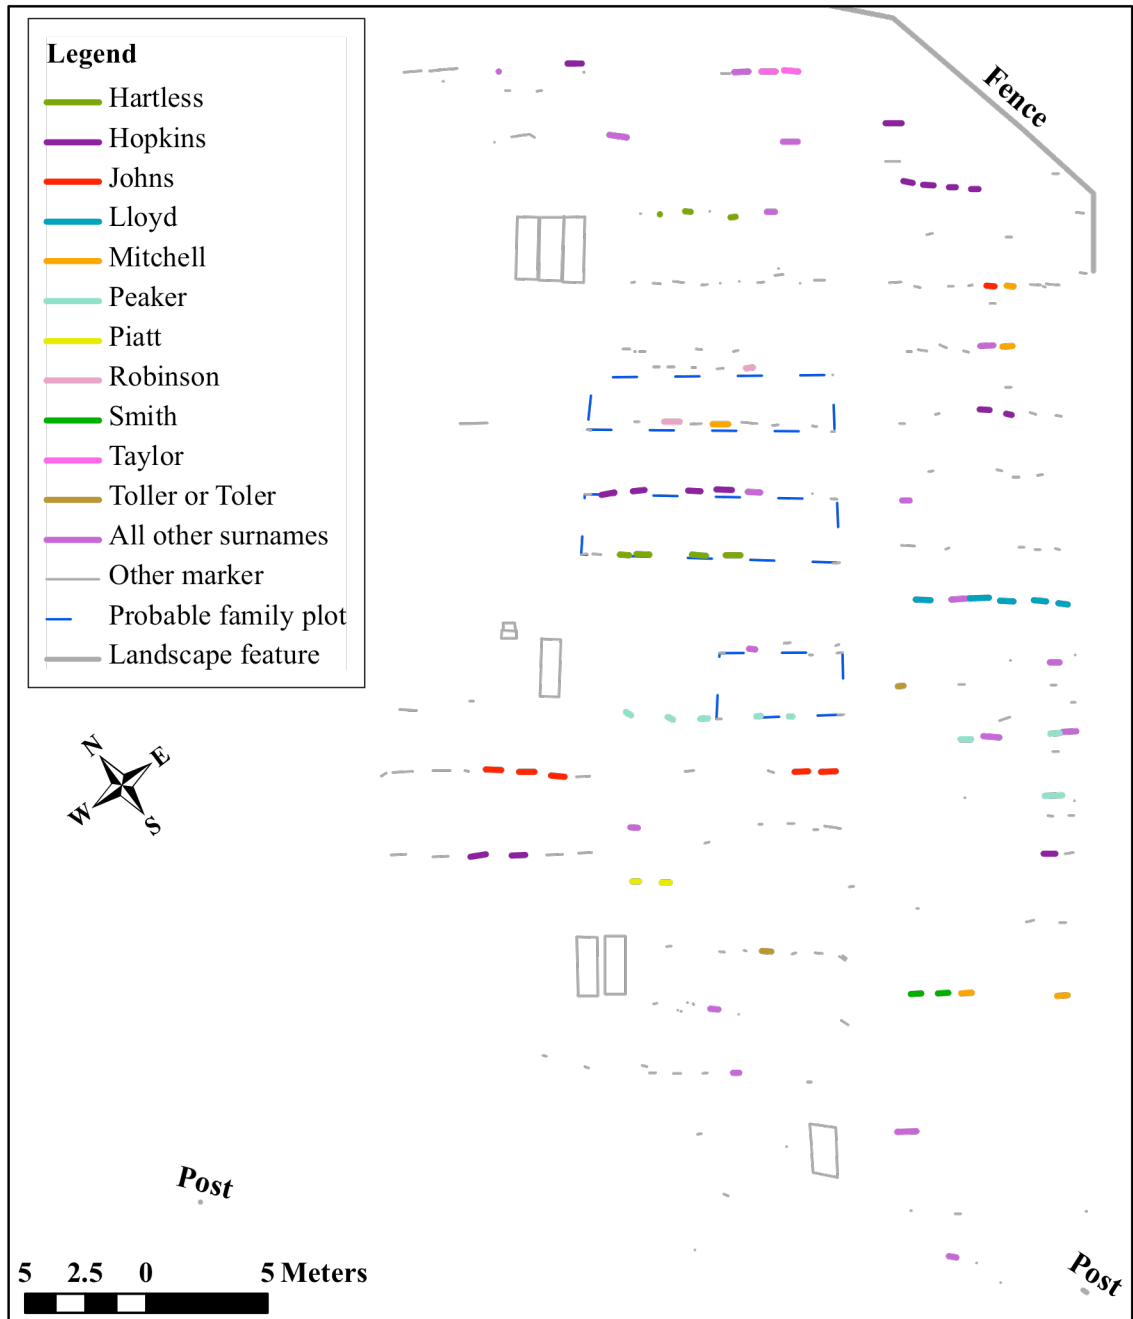 Legend
Hartless
Hopkins
Johns
Lloyd
Mitchell
Peaker
Piatt
Robinson
Smith
Taylor
Toller or Toler
All other surnames
Other marker
Probable family plot
Landscape feature
Fence
N
E
W
S
Post
Post
5 2.5 0 5 Meters